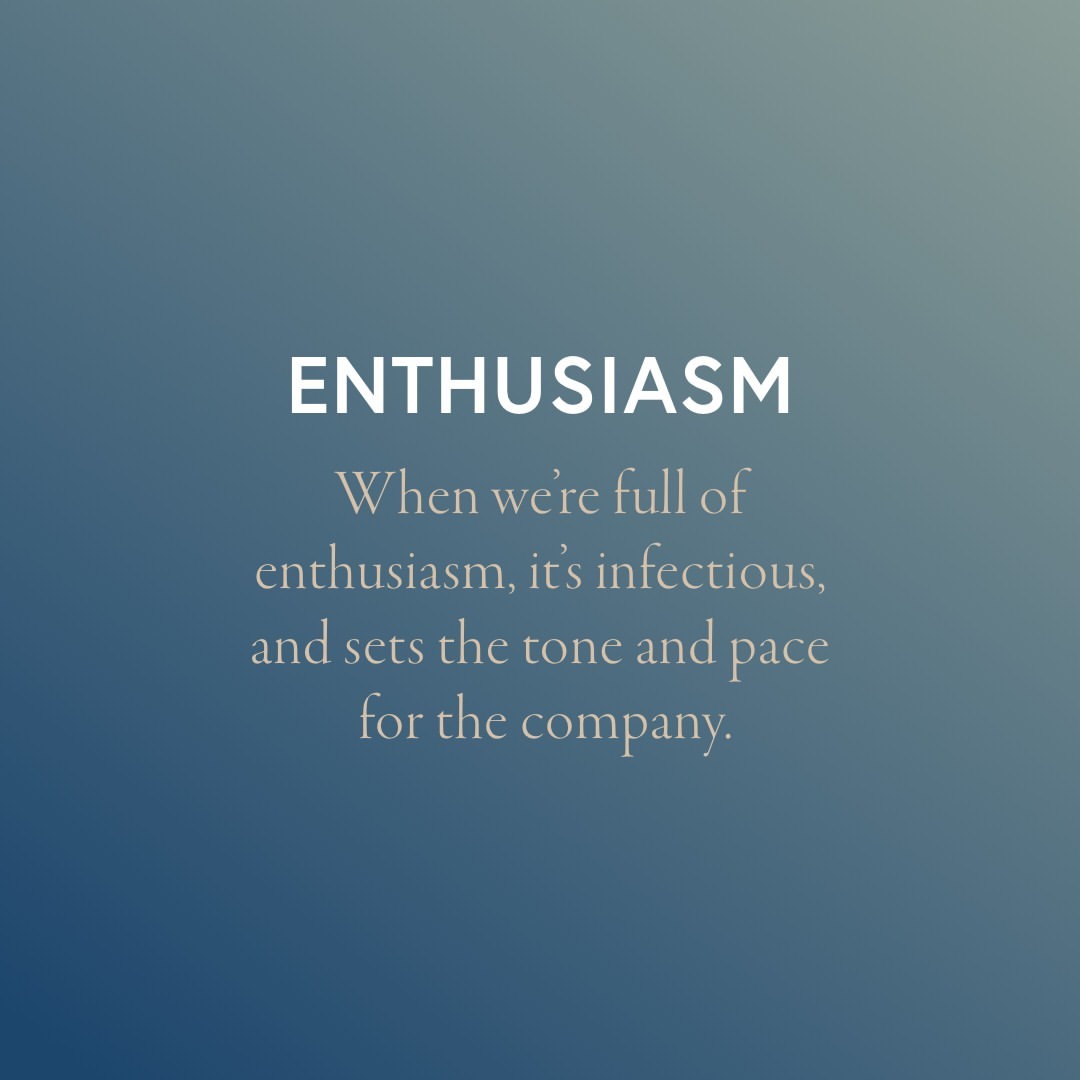 ENTHUSIASM
When we’re full of
enthusiasm, it’s infectious,
and sets the tone and pace
for the company.